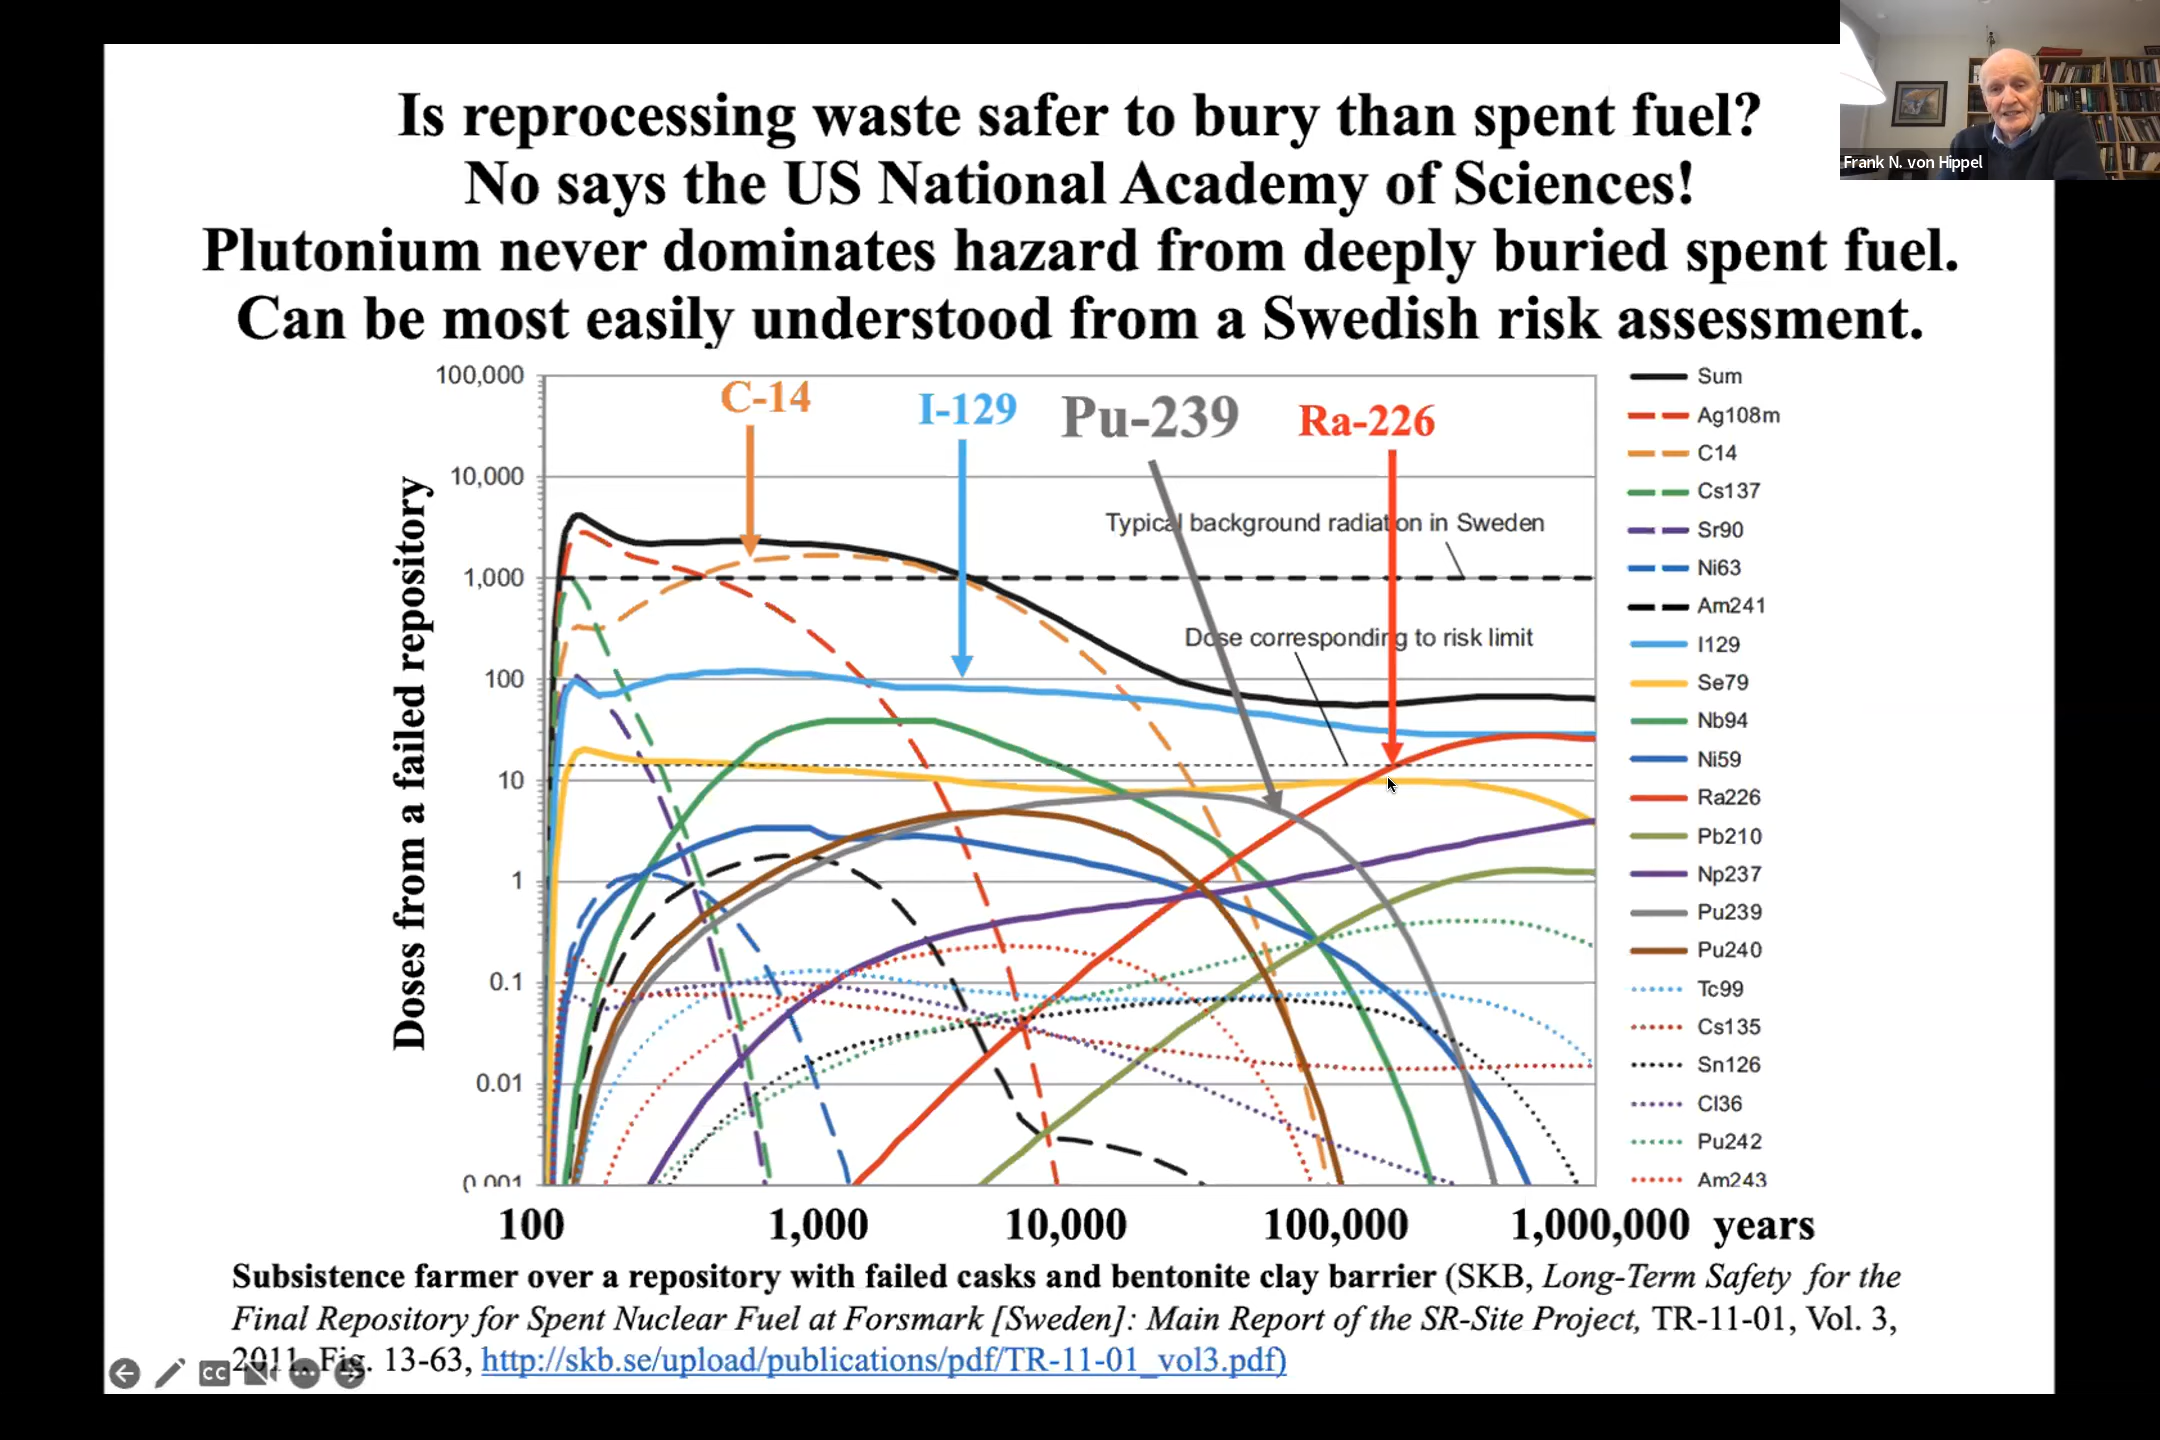 Is reprocessing waste safer to bury than spent fuel?
No says the US National Academy of Sciences!
Plutonium never dominates hazard from deeply buried spent fuel.
Can be most easily understood from a Swedish risk assessment.
Frank N. von Hippel
Doses from a failed repository
100,000
10,000
1,000
100
10
1
0.1
0.01
0.001
C-14
I-129
Pu-239
Ra-226
Typical background radiation in Sweden
Dose corresponding to risk limit
Sum
Ag108m
C14
Cs137
Sr90
Ni63
Am241
I129
Se79
Nb94
Ni59
Ra226
Pb210
Np237
Pu239
Pu240
Tc99
Cs135
Sn126
Cl36
Pu242
Am243
100 1,000 10,000 100,000 1,000,000 years
Subsistence farmer over a repository with failed casks and bentonite clay barrier (SKB, Long-Term Safety for the
Final Repository for Spent Nuclear Fuel at Forsmark [Sweden]: Main Report of the SR-Site Project, TR-11-01, Vol. 3,
2011, Fig. 13-63, http://skb.se/upload/publications/pdf/TR-11-01_vol3.pdf)
CC